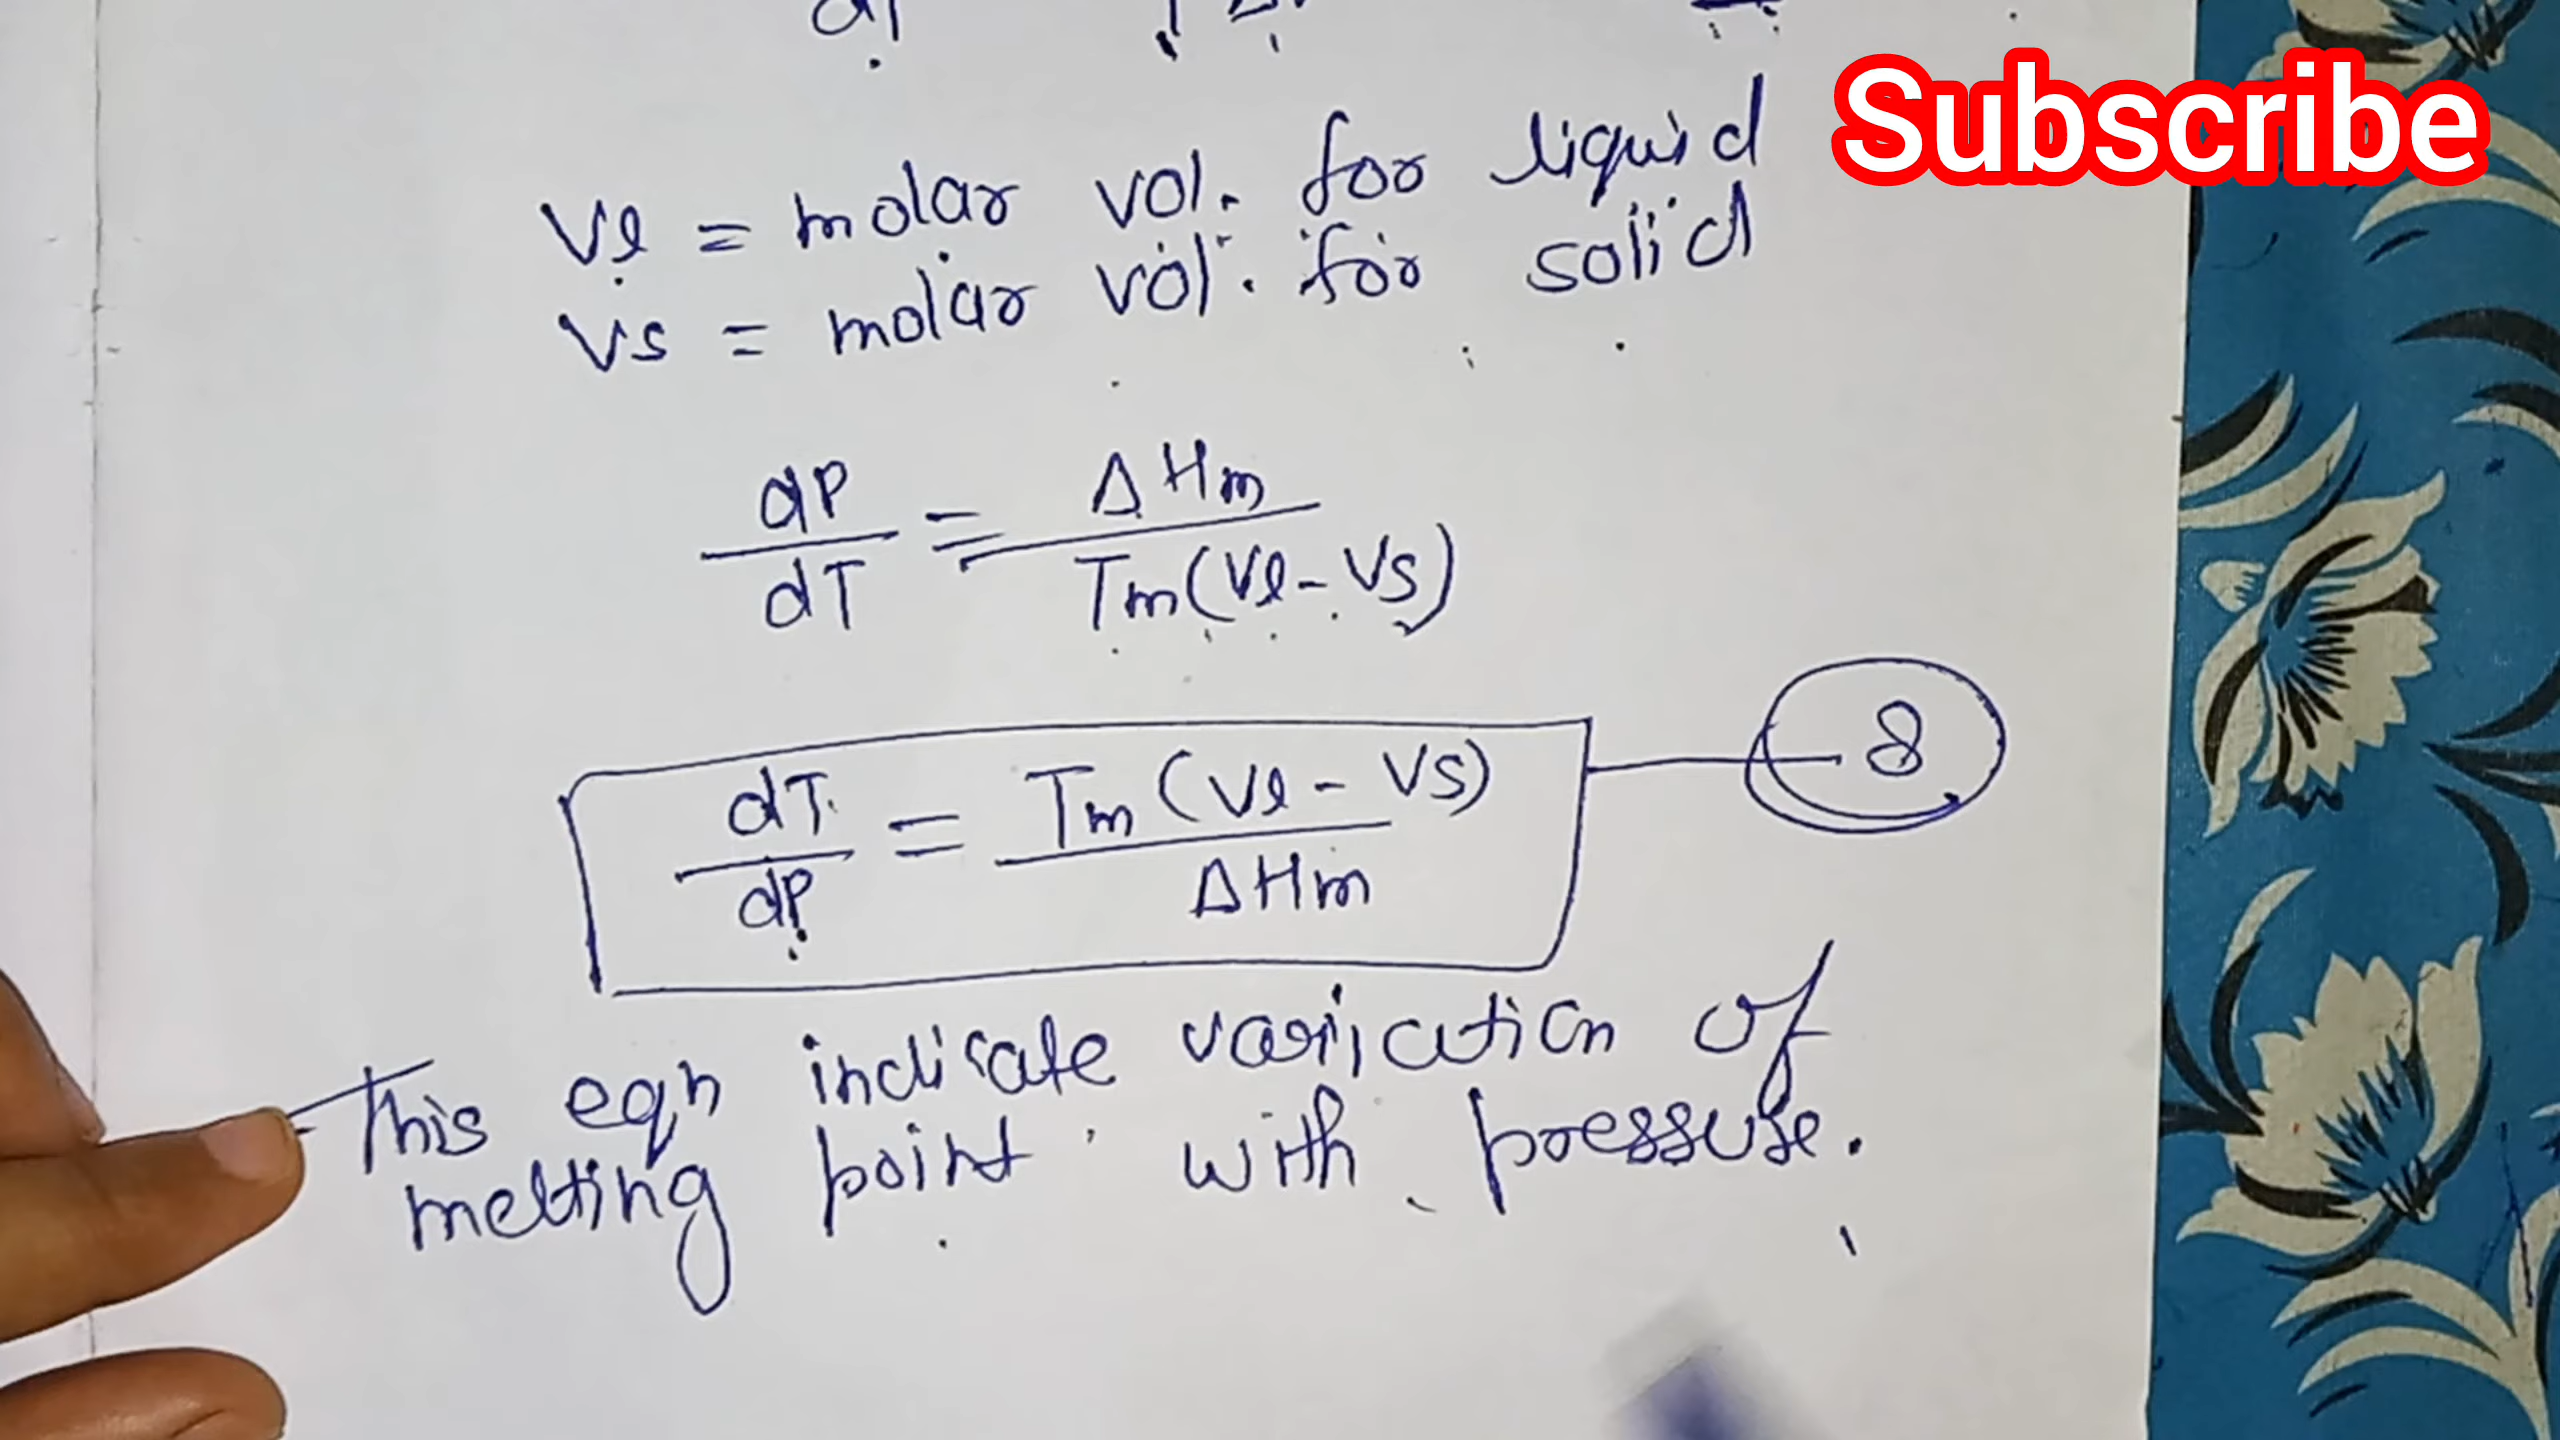 Subscribe
Vl = molar vol. for liquid
Vs = molar vol. for solid
dP/dT = ΔHm/Tm(Vl - Vs)
dT/dP = Tm(Vl - Vs)/ΔHm
8
This eqn indicate variation of
melting point with pressure.